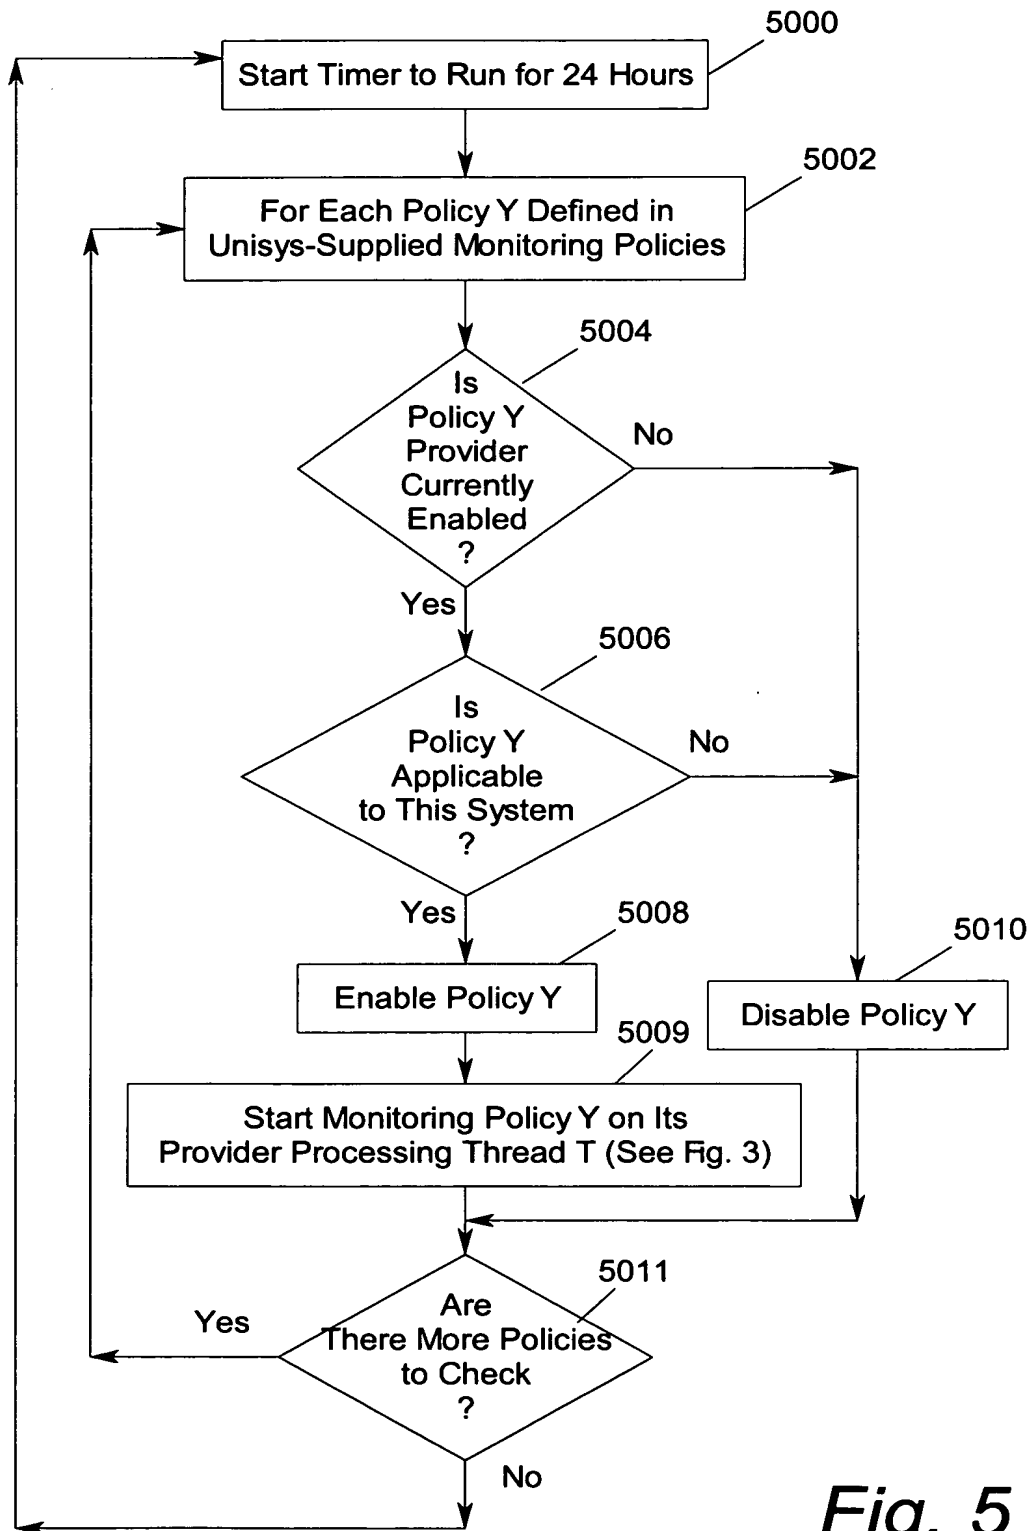 5000
Start Timer to Run for 24 Hours
5002
For Each Policy Y Defined in
Unisys-Supplied Monitoring Policies
5004
Is
Policy Y
Provider
Currently
Enabled
?
No
Yes
5006
Is
Policy Y
Applicable
to This System
?
No
Yes
5008
Enable Policy Y
5010
Disable Policy Y
5009
Start Monitoring Policy Y on Its
Provider Processing Thread T (See Fig. 3)
5011
Are
There More Policies
to Check
?
Yes
No
Fig. 5